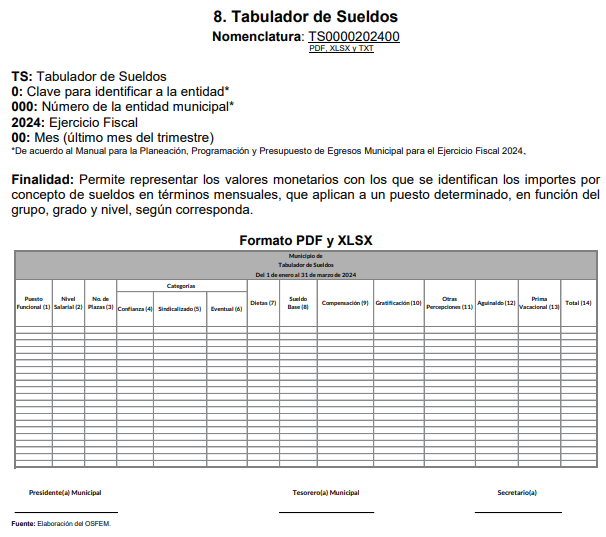 8. Tabulador de Sueldos
Nomenclatura: TS0000202400
PDF, XLSX y TXT
TS: Tabulador de Sueldos
0: Clave para identificar a la entidad*
000: Número de la entidad municipal*
2024: Ejercicio Fiscal
00: Mes (último mes del trimestre)
*De acuerdo al Manual para la Planeación, Programación y Presupuesto de Egresos Municipal para el Ejercicio Fiscal 2024.
Finalidad: Permite representar los valores monetarios con los que se identifican los importes por
concepto de sueldos en términos mensuales, que aplican a un puesto determinado, en función del
grupo, grado y nivel, según corresponda.
Formato PDF y XLSX
Municipio de
Tabulador de Sueldos
Del 1 de enero al 31 de marzo de 2024
Categorías
Puesto Nivel No. de Sueldo Otras Prima
Funcional (1) Salarial (2) Plazas (3) Confianza (4) Sindicalizado (5) Eventual (6) Dietas (7) Base (8) Compensación (9) Gratificación (10) Percepciones (11) Aguinaldo (12) Vacacional (13) Total (14)
Presidente(a) Municipal Tesorero(a) Municipal Secretario(a)
Fuente: Elaboración del OSFEM.